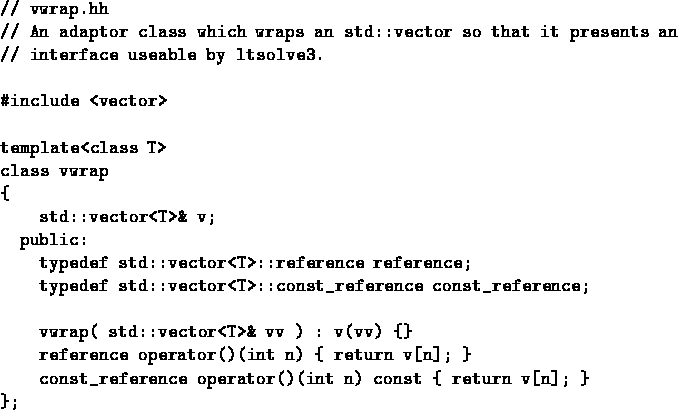 // vwrap.hh
// An adaptor class which wraps an std::vector so that it presents an
// interface useable by ltsolve3.
#include <vector>
template<class T>
class vwrap
{
std::vector<T>& v;
public:
typedef std::vector<T>::reference reference;
typedef std::vector<T>::const_reference const_reference;
vwrap( std::vector<T>& vv ) : v(vv) {}
reference operator()(int n) { return v[n]; }
const_reference operator()(int n) const { return v[n]; }
};